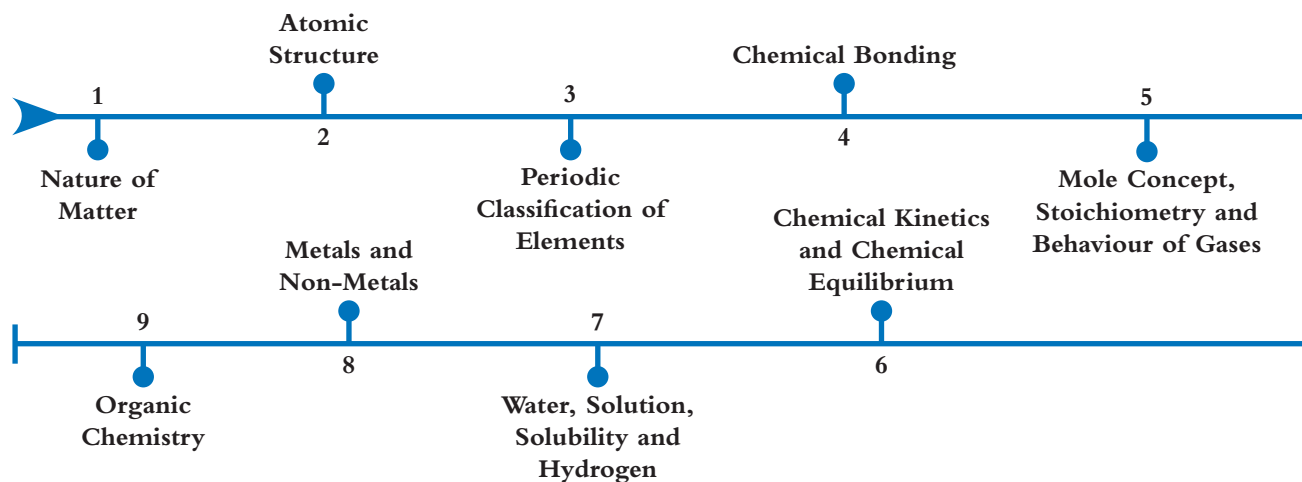 1
Nature of
Matter
Atomic
Structure
2
3
Periodic
Classification of
Elements
Chemical Bonding
4
5
Mole Concept,
Stoichiometry and
Behaviour of Gases
Chemical Kinetics
and Chemical
Equilibrium
6
7
Water, Solution,
Solubility and
Hydrogen
Metals and
Non-Metals
8
9
Organic
Chemistry